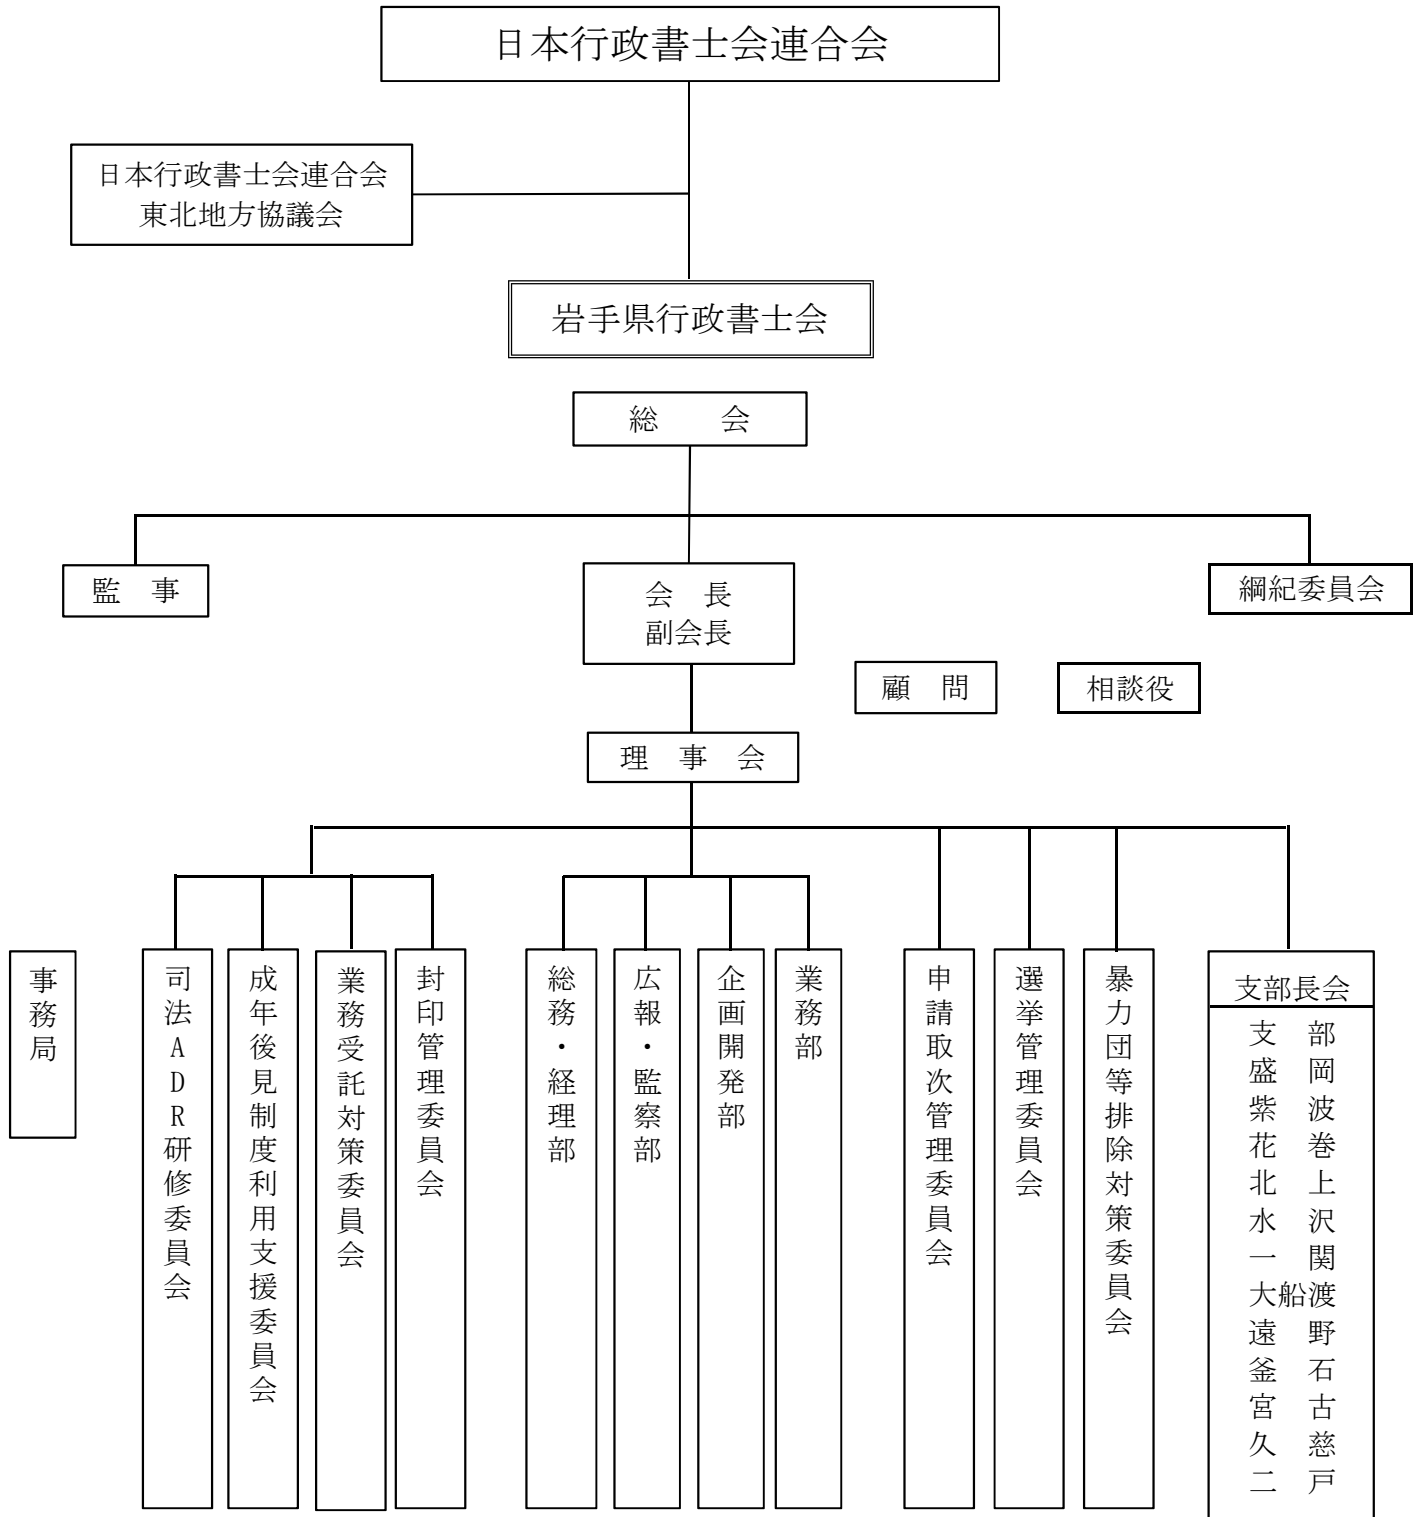 日本行政書士会連合会
日本行政書士会連合会
東北地方協議会
岩手県行政書士会
総　会
監　事
会　長
副会長
綱紀委員会
顧　問
相談役
理　事　会
事務局
司法ADR研修委員会
成年後見制度利用支援委員会
業務受託対策委員会
封印管理委員会
総務・経理部
広報・監察部
企画開発部
業務部
申請取次管理委員会
選挙管理委員会
暴力団等排除対策委員会
支部長会
支　部
盛　岡
紫　波
花　巻
北　上
水　沢
一　関
大船渡
遠　野
釜　石
宮　古
久　慈
二　戸